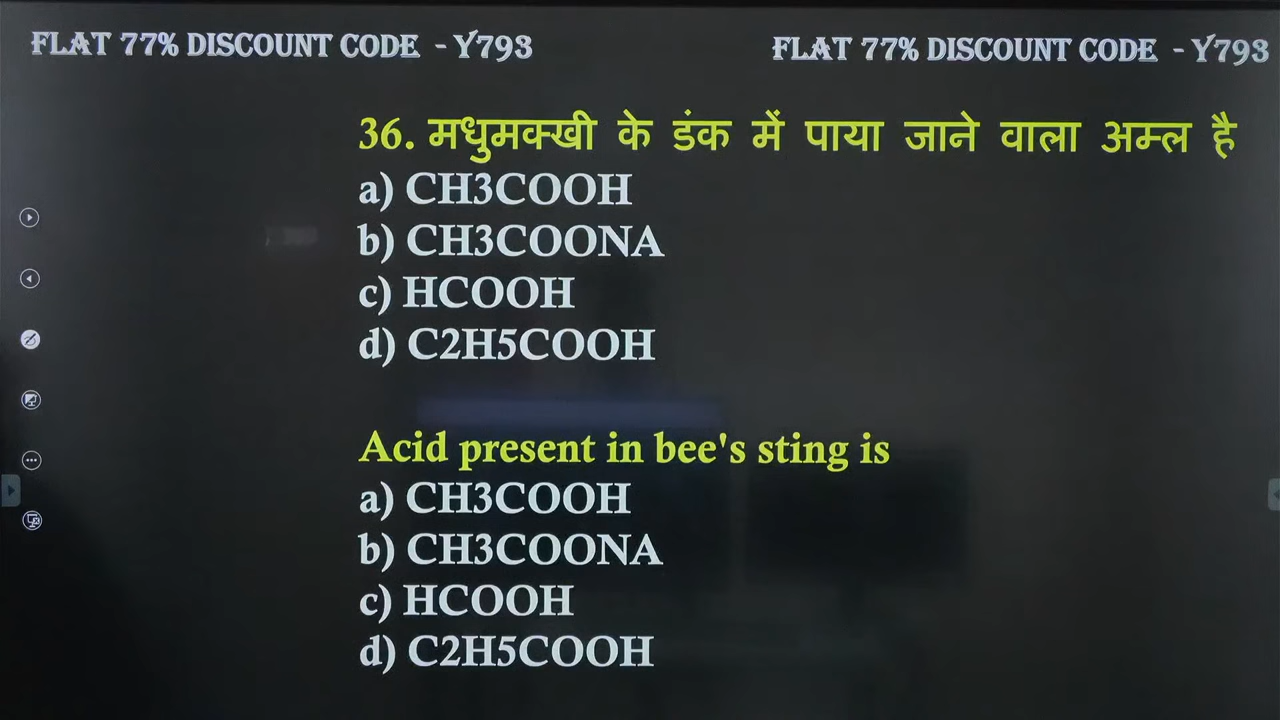 FLAT 77% DISCOUNT CODE - Y793
FLAT 77% DISCOUNT CODE - Y793
36. मधुमक्खी के डंक में पाया जाने वाला अम्ल है
a) CH3COOH
b) CH3COONA
c) HCOOH
d) C2H5COOH
Acid present in bee's sting is
a) CH3COOH
b) CH3COONA
c) HCOOH
d) C2H5COOH